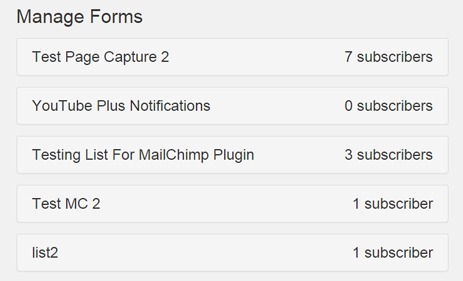 Manage Forms
Test Page Capture 2 7 subscribers
YouTube Plus Notifications 0 subscribers
Testing List For MailChimp Plugin 3 subscribers
Test MC 2 1 subscriber
list2 1 subscriber